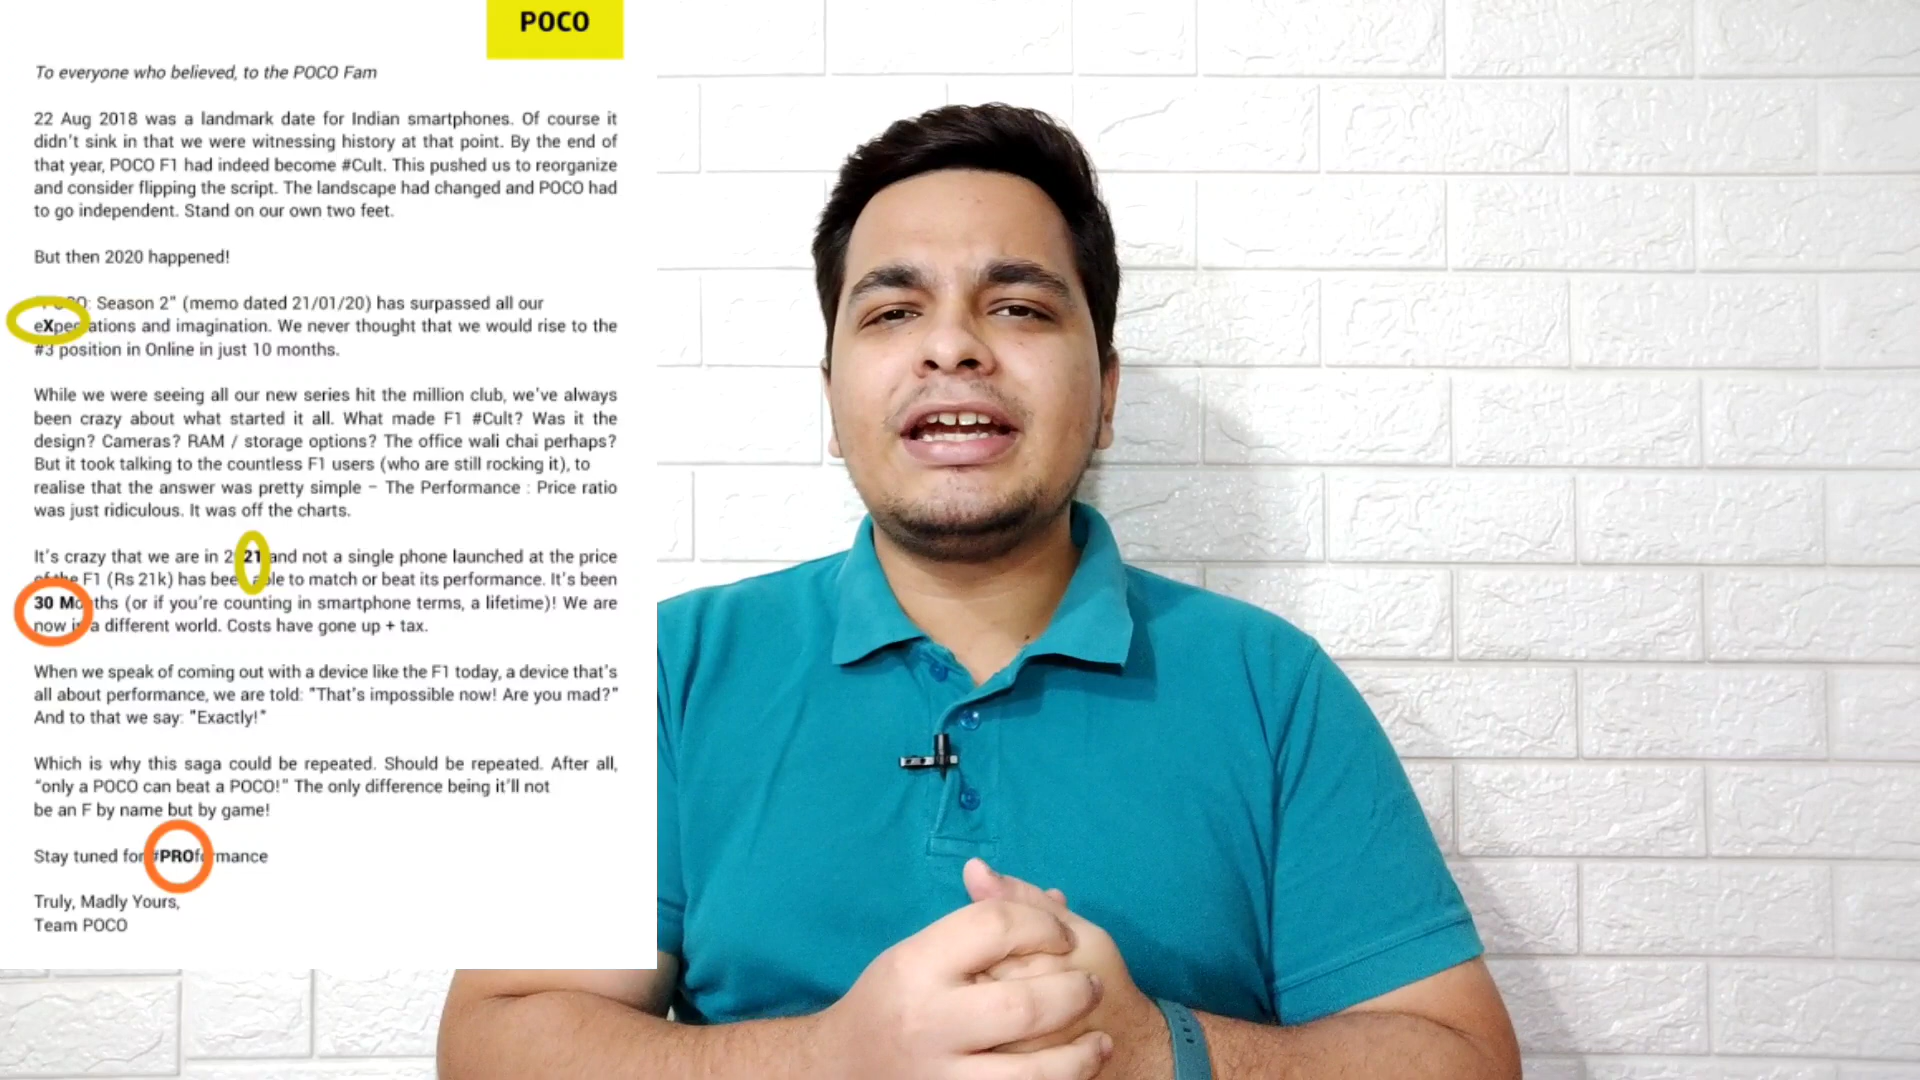 POCO
To everyone who believed, to the POCO Fam
22 Aug 2018 was a landmark date for Indian smartphones. Of course it
didn't sink in that we were witnessing history at that point. By the end of
that year, POCO F1 had indeed become #Cult. This pushed us to reorganize
and consider flipping the script. The landscape had changed and POCO had
to go independent. Stand on our own two feet.
But then 2020 happened!
"POCO: Season 2" (memo dated 21/01/20) has surpassed all our
eXpectations and imagination. We never thought that we would rise to the
#3 position in Online in just 10 months.
While we were seeing all our new series hit the million club, we've always
been crazy about what started it all. What made F1 #Cult? Was it the
design? Cameras? RAM / storage options? The office wali chai perhaps?
But it took talking to the countless F1 users (who are still rocking it), to
realise that the answer was pretty simple – The Performance : Price ratio
was just ridiculous. It was off the charts.
It's crazy that we are in 2021 and not a single phone launched at the price
of the F1 (Rs 21k) has been able to match or beat its performance. It's been
30 Months (or if you're counting in smartphone terms, a lifetime)! We are
now in a different world. Costs have gone up + tax.
When we speak of coming out with a device like the F1 today, a device that's
all about performance, we are told: "That's impossible now! Are you mad?"
And to that we say: "Exactly!"
Which is why this saga could be repeated. Should be repeated. After all,
“only a POCO can beat a POCO!” The only difference being it'll not
be an F by name but by game!
Stay tuned for #PROformance
Truly, Madly Yours,
Team POCO